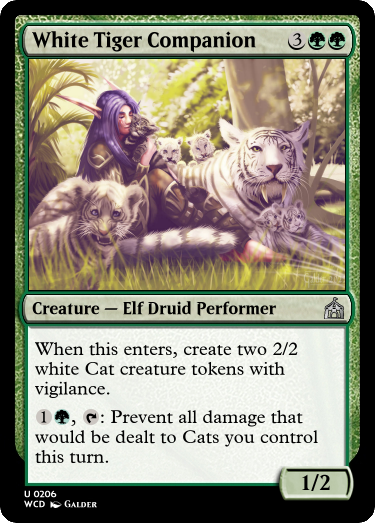 White Tiger Companion 3
Creature — Elf Druid Performer
When this enters, create two 2/2
white Cat creature tokens with
vigilance.
1, : Prevent all damage that
would be dealt to Cats you control
this turn.
1/2
U 0206
WCD Galder